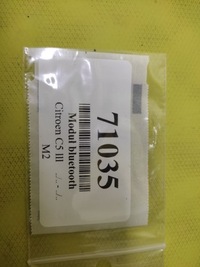 71035
Modul bluetooth
Citroen C5 III ../.. - ../..
M2